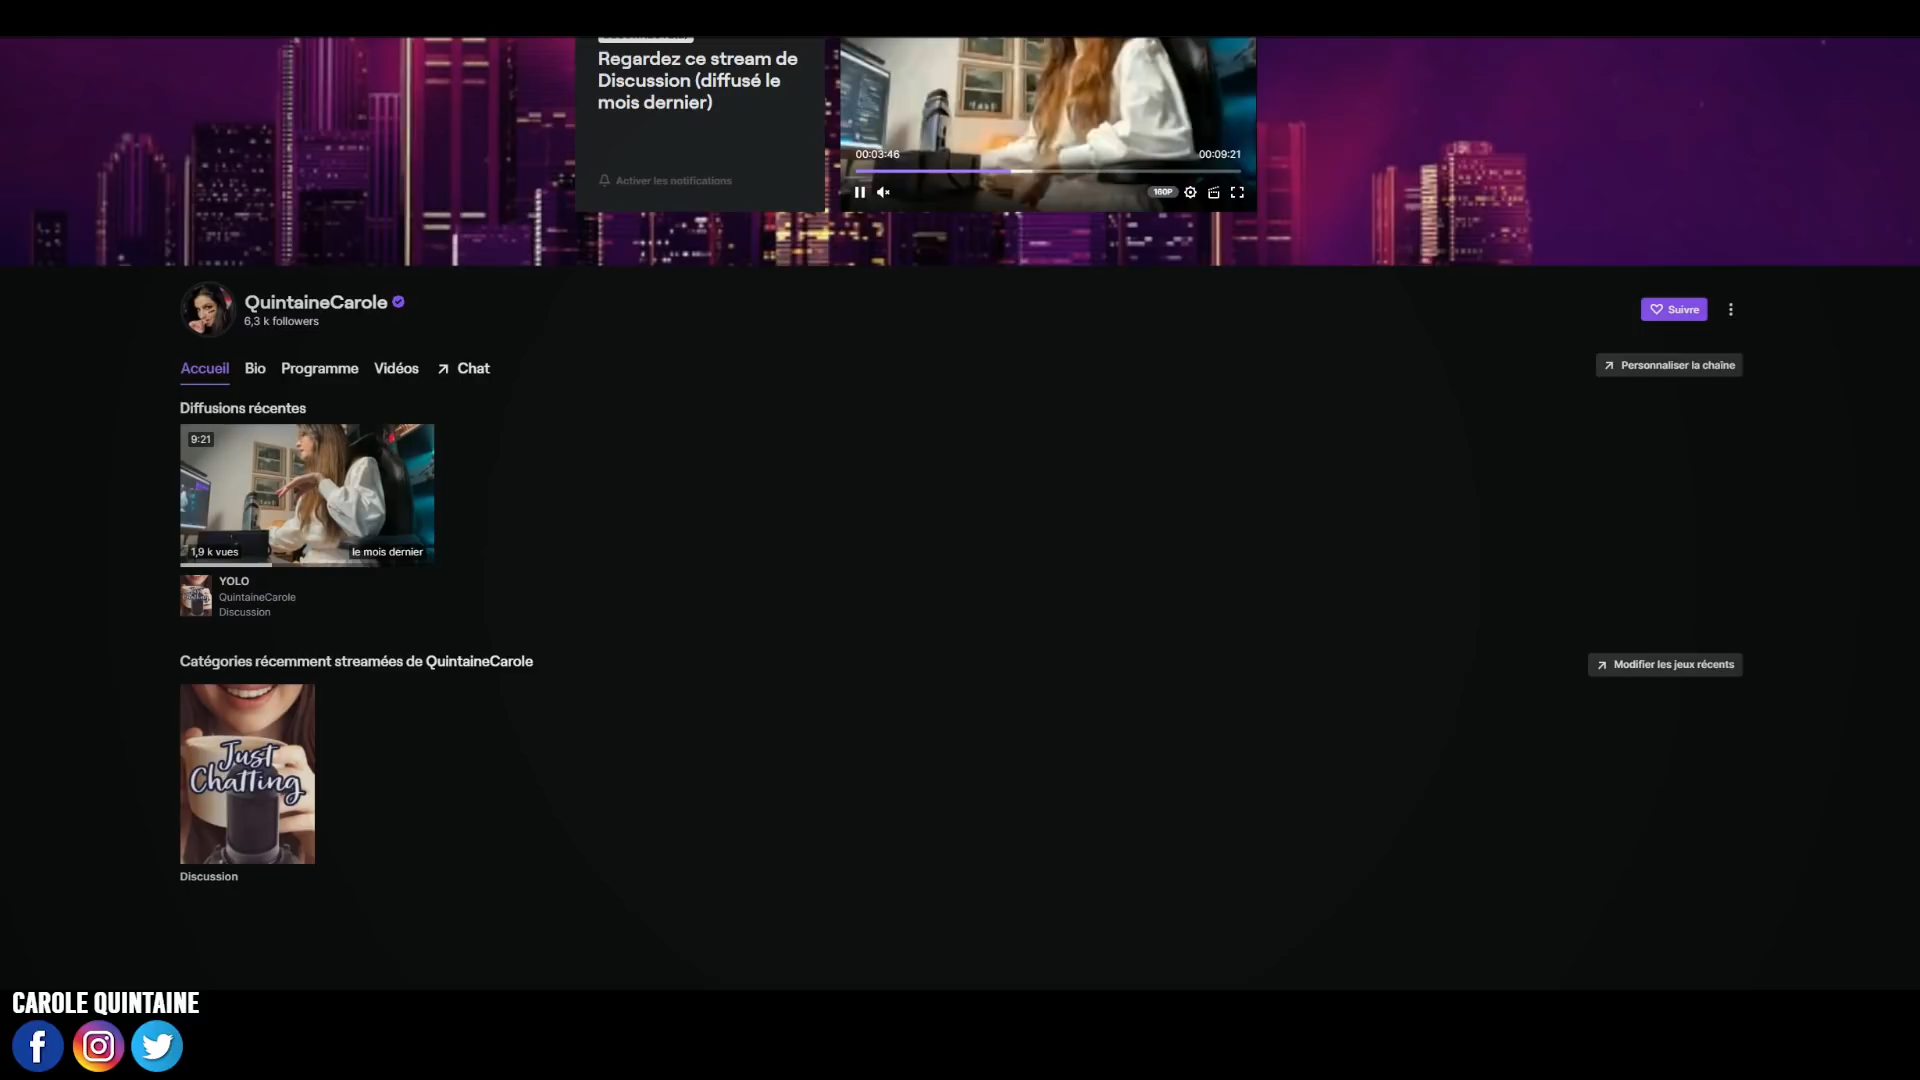 Regardez ce stream de
Discussion (diffusé le
mois dernier)
Activer les notifications
00:03:46
00:09:21
160P
QuintaineCarole
6,3 k followers
Suivre
Accueil
Bio
Programme
Vidéos
Chat
Personnaliser la chaîne
Diffusions récentes
9:21
1,9 k vues
le mois dernier
YOLO
QuintaineCarole
Discussion
Catégories récemment streamées de QuintaineCarole
Modifier les jeux récents
Just
Chatting
Discussion
CAROLE QUINTAINE